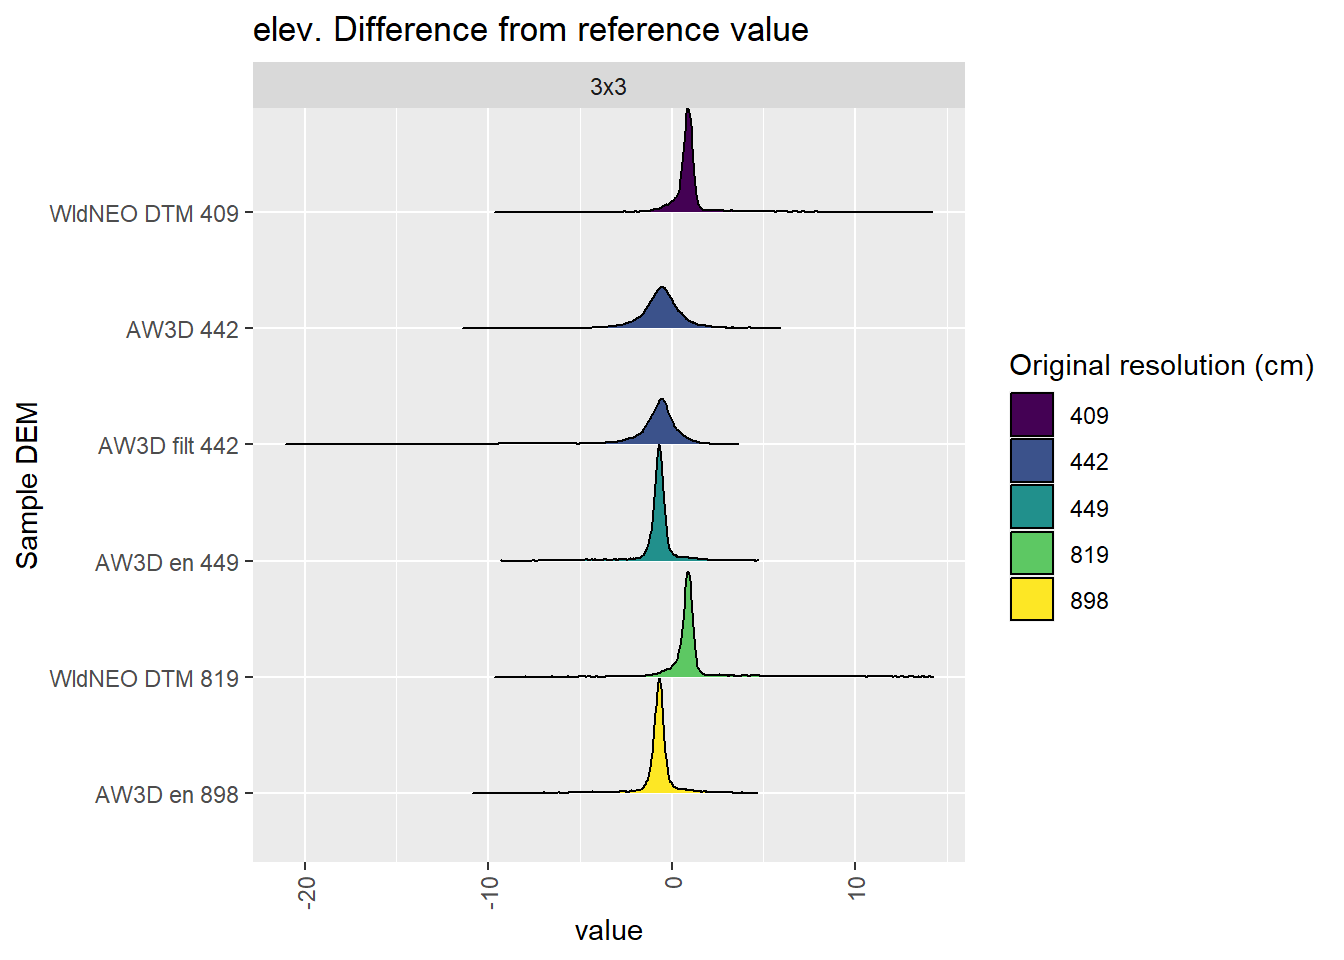 elev. Difference from reference value
3x3
WldNEO DTM 409
AW3D 442
AW3D filt 442
AW3D en 449
WldNEO DTM 819
AW3D en 898
Sample DEM
-20
-10
0
10
value
Original resolution (cm)
409
442
449
819
898